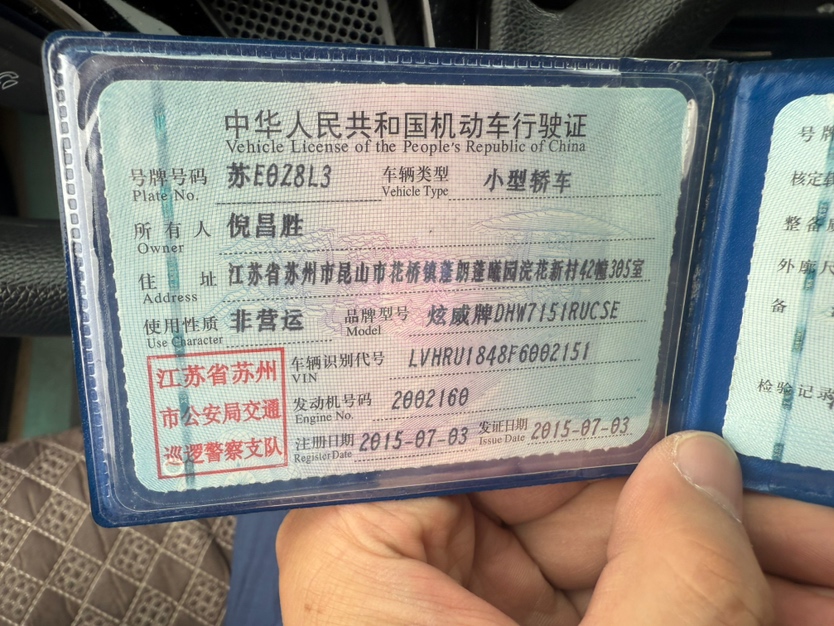 中华人民共和国机动车行驶证
Vehicle License of the People's Republic of China
号牌号码 苏E0Z8L3 车辆类型 小型轿车
Plate No. Vehicle Type
所有人 倪昌胜
Owner
住址 江苏省苏州市昆山市花桥镇蓬朗蓬曦园浣花新村42幢305室
Address
使用性质 非营运 品牌型号 炫威牌DHW7151RUCSE
Use Character Model
江苏省苏州
市公安局交通
巡逻警察支队
车辆识别代号 LVHRU1848F6002151
VIN
发动机号码 2002160
Engine No.
注册日期 2015-07-03 发证日期 2015-07-03
Register Date Issue Date
号牌
核定载
整备质
外廓尺
备
检验记录